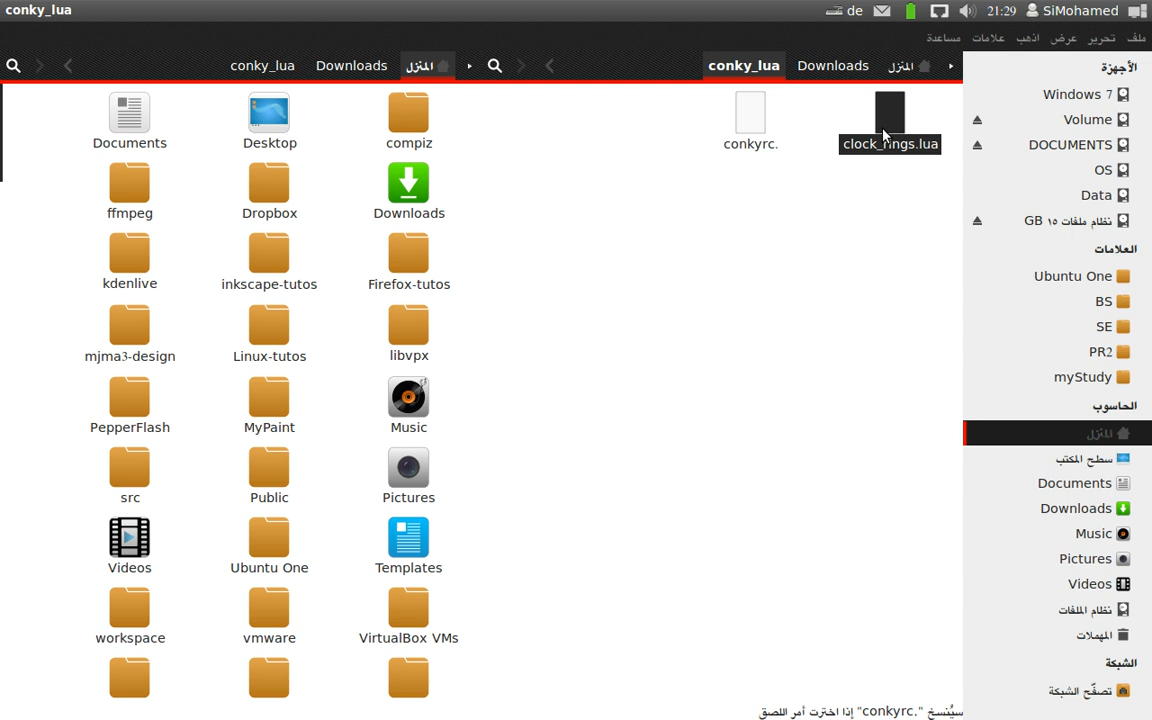 conky_lua
de
21:29
SiMohamed
ملف تحرير عرض اذهب علامات مساعدة
conky_lua Downloads المنزل
conky_lua Downloads المنزل
Documents Desktop compiz
ffmpeg Dropbox Downloads
kdenlive inkscape-tutos Firefox-tutos
mjma3-design Linux-tutos libvpx
PepperFlash MyPaint Music
src Public Pictures
Videos Ubuntu One Templates
workspace vmware VirtualBox VMs
conkyrc. clock_rings.lua
الأجهزة
Windows 7
Volume
DOCUMENTS
OS
Data
نظام ملفات ١٥ GB
العلامات
Ubuntu One
BS
SE
PR2
myStudy
الحاسوب
المنزل
سطح المكتب
Documents
Downloads
Music
Pictures
Videos
نظام الملفات
المهملات
الشبكة
تصفّح الشبكة
سيُنسخ "conkyrc." إذا اخترت أمر اللصق